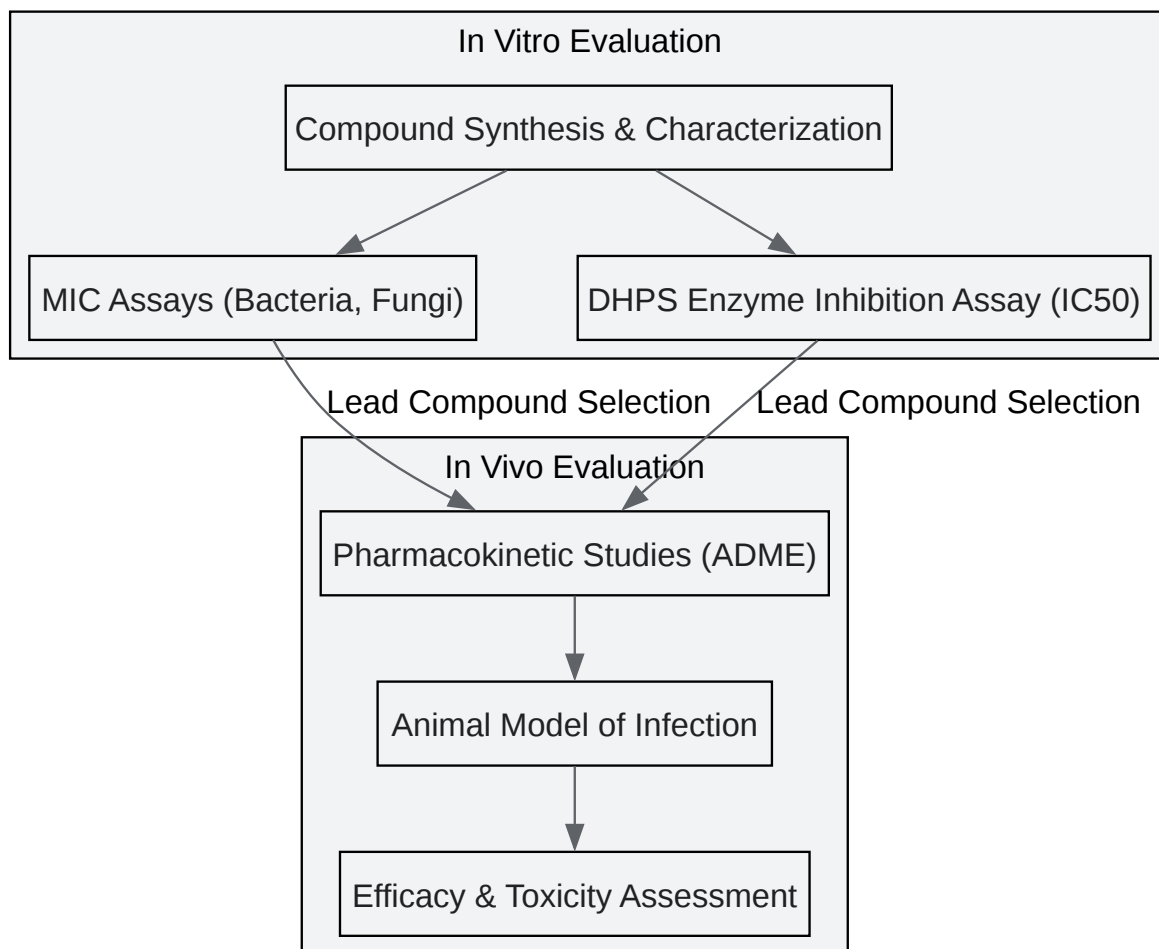 In Vitro Evaluation
Compound Synthesis & Characterization
MIC Assays (Bacteria, Fungi)
DHPS Enzyme Inhibition Assay (IC50)
Lead Compound Selection
Lead Compound Selection
In Vivo Evaluation
Pharmacokinetic Studies (ADME)
Animal Model of Infection
Efficacy & Toxicity Assessment